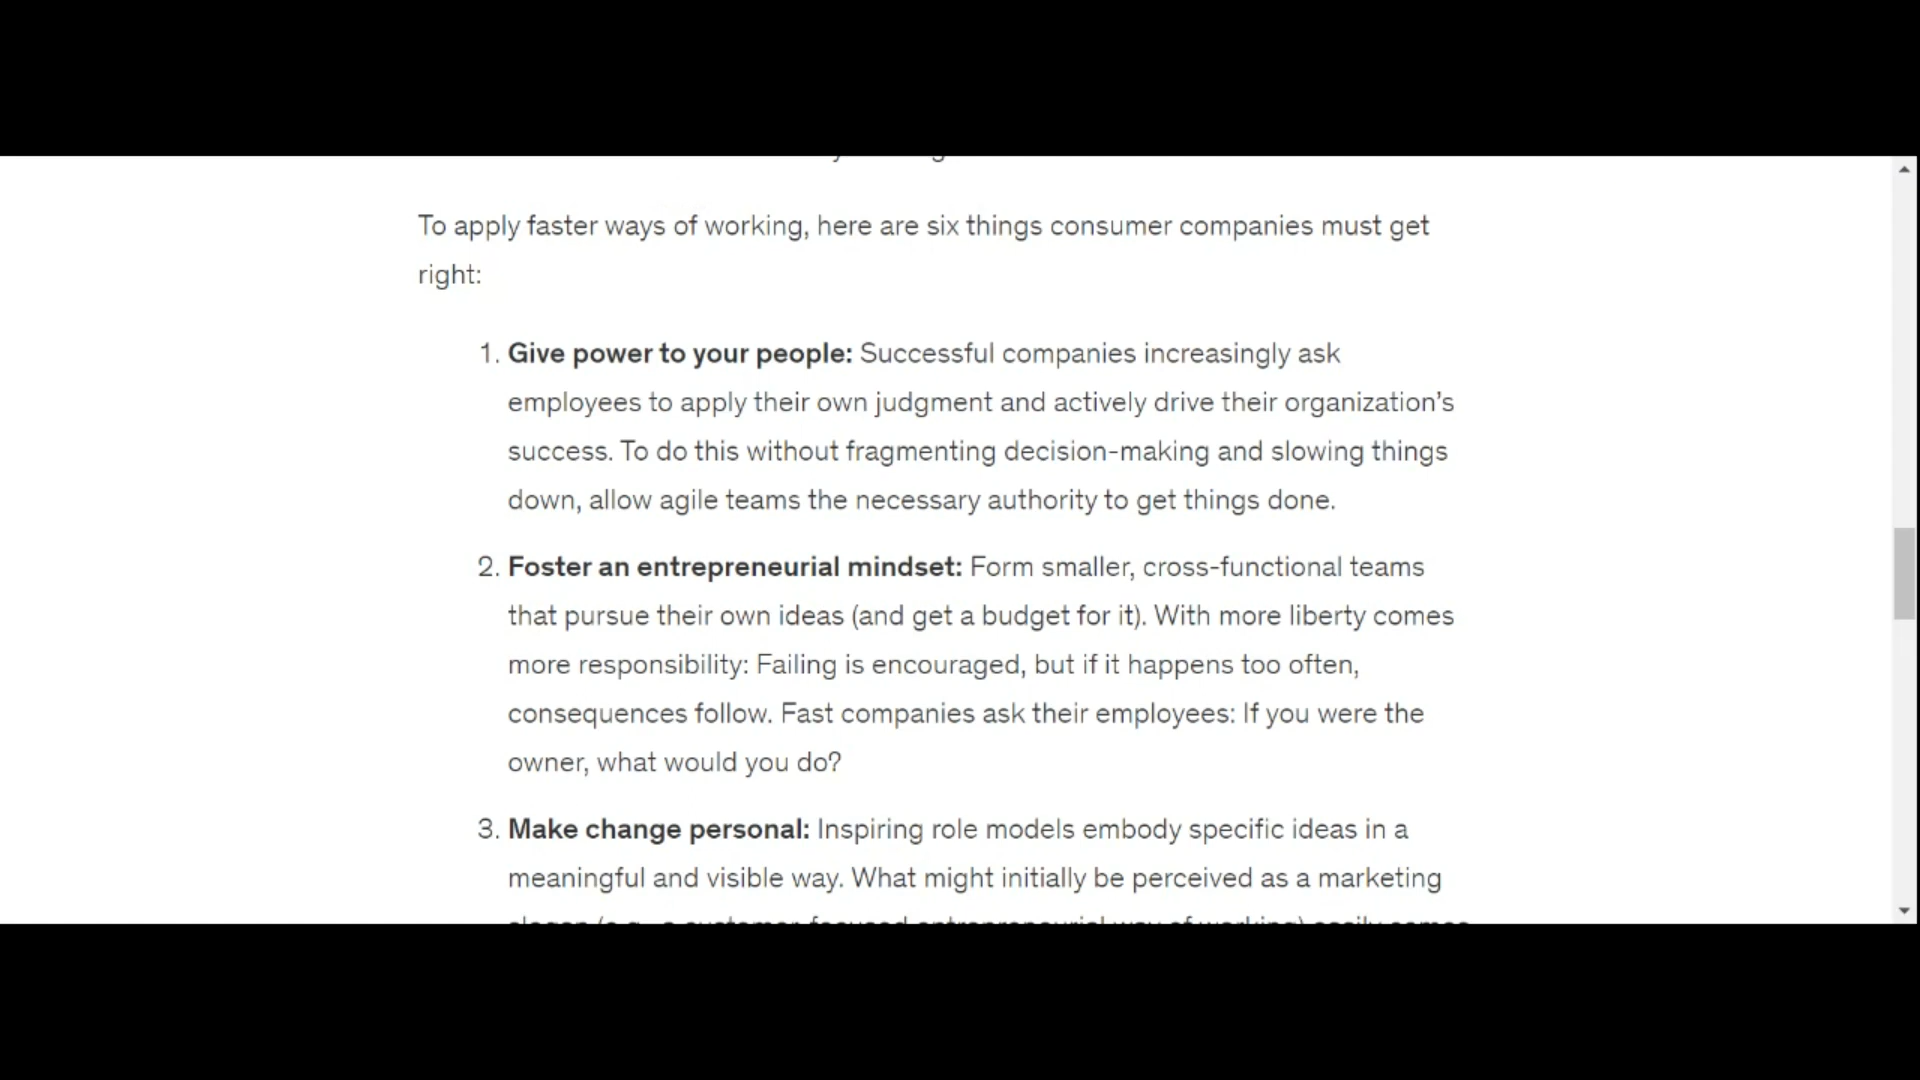 To apply faster ways of working, here are six things consumer companies must get
right:
1. Give power to your people: Successful companies increasingly ask
employees to apply their own judgment and actively drive their organization's
success. To do this without fragmenting decision-making and slowing things
down, allow agile teams the necessary authority to get things done.
2. Foster an entrepreneurial mindset: Form smaller, cross-functional teams
that pursue their own ideas (and get a budget for it). With more liberty comes
more responsibility: Failing is encouraged, but if it happens too often,
consequences follow. Fast companies ask their employees: If you were the
owner, what would you do?
3. Make change personal: Inspiring role models embody specific ideas in a
meaningful and visible way. What might initially be perceived as a marketing